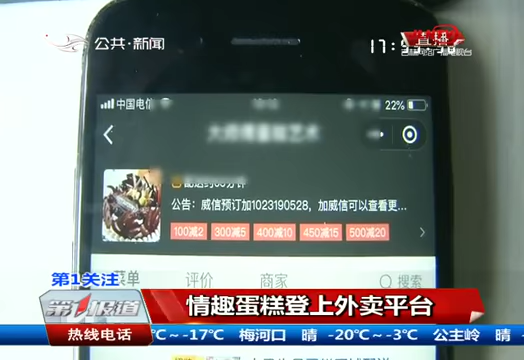 公共·新闻
直播
中国电信
22%
公告：威信预订加1023190528，加威信可以查看更...
100减2 300减5 400减10 450减15 500减20
菜单 评价 商家 搜索
第1关注
第1报道
情趣蛋糕登上外卖平台
热线电话
℃~-17℃ 梅河口 晴 -20℃~-3℃ 公主岭 晴 -